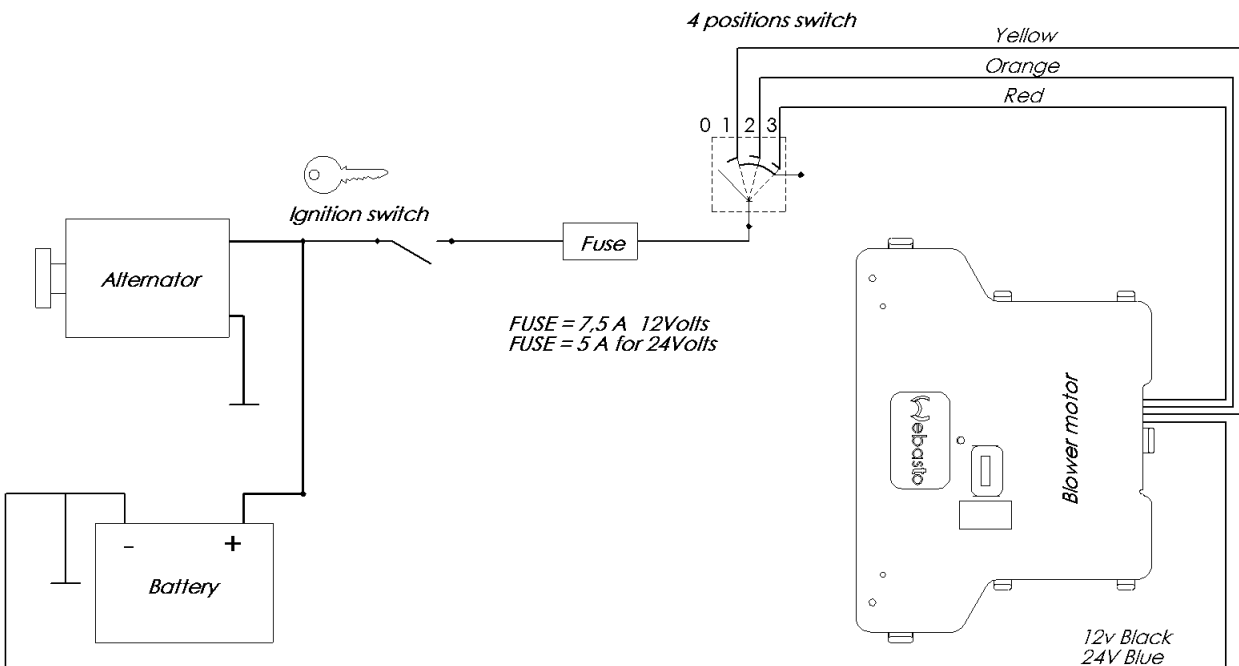 4 positions switch
Yellow
Orange
Red
0 1 2 3
Ignition switch
Fuse
Alternator
FUSE = 7,5 A 12Volts
FUSE = 5 A for 24Volts
Webasto
Blower motor
- +
Battery
12v Black
24V Blue